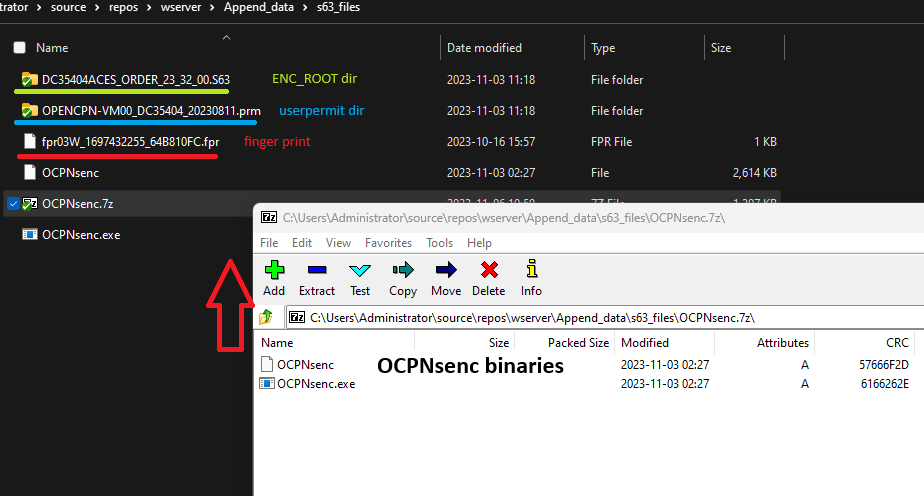 trator > source > repos > wserver > Append_data > s63_files
Name Date modified Type Size
DC35404ACES_ORDER_23_32_00.S63 ENC_ROOT dir 2023-11-03 11:18 File folder
OPENCPN-VM00_DC35404_20230811.prm userpermit dir 2023-11-03 11:18 File folder
fpr03W_1697432255_64B810FC.fpr finger print 2023-10-16 15:57 FPR File 1 KB
OCPNsenc 2023-11-03 02:27 File 2,614 KB
OCPNsenc.7z
OCPNsenc.exe
C:\Users\Administrator\source\repos\wserver\Append_data\s63_files\OCPNsenc.7z\
File Edit View Favorites Tools Help
Add Extract Test Copy Move Delete Info
C:\Users\Administrator\source\repos\wserver\Append_data\s63_files\OCPNsenc.7z\
Name Size Packed Size Modified Attributes CRC
OCPNsenc 2023-11-03 02:27 A 57666F2D
OCPNsenc binaries
OCPNsenc.exe 2023-11-03 02:27 A 6166262E